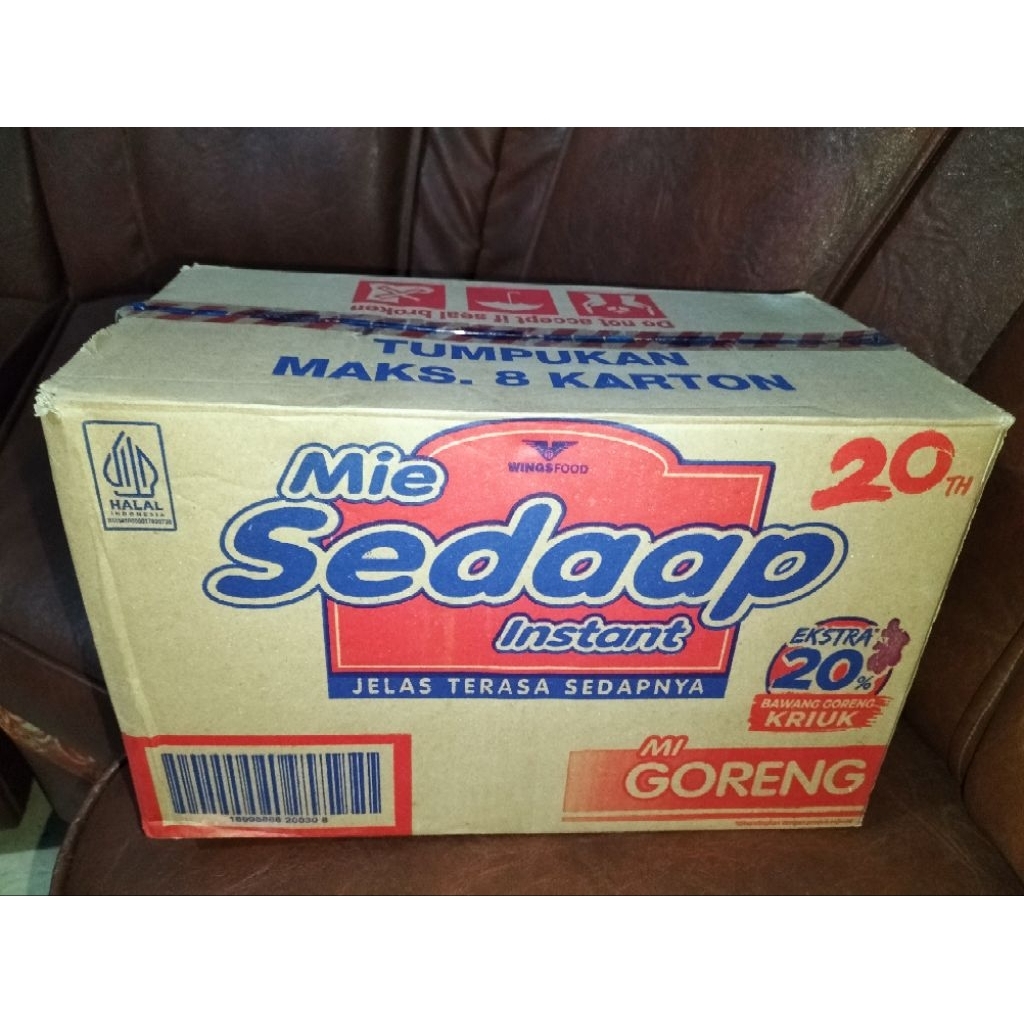 Do not accept if seal broken
TUMPUKAN
MAKS. 8 KARTON
HALAL
INDONESIA
WINGSFOOD
Mie
Sedaap
Instant
JELAS TERASA SEDAPNYA
20TH
EKSTRA
20%
BAWANG GORENG
KRIUK
MI
GORENG